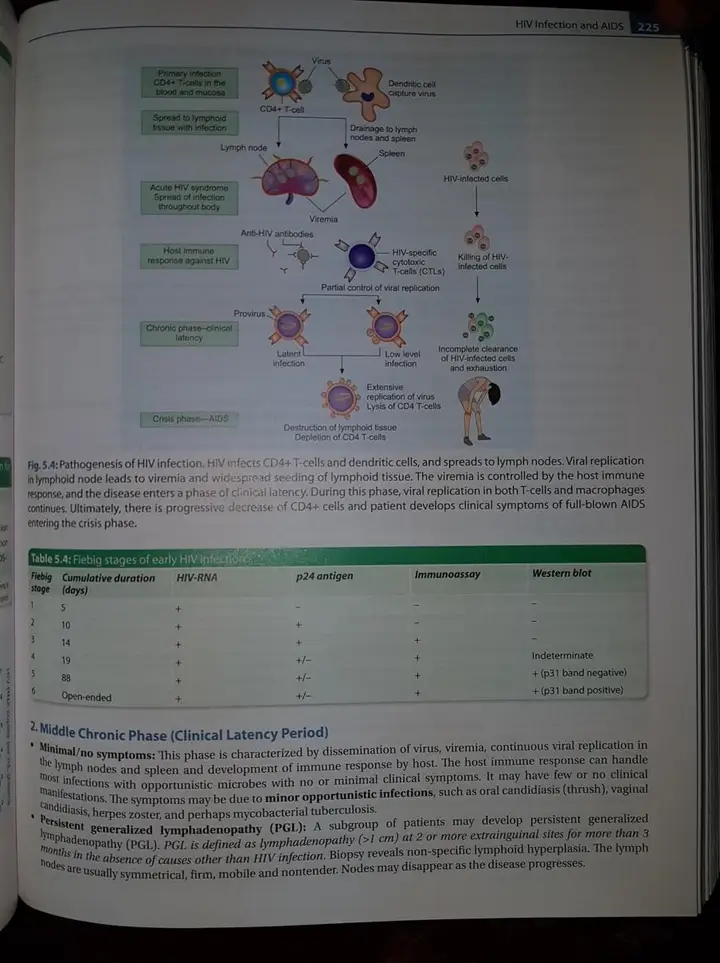 HIV Infection and AIDS 225
Virus
Primary infection
CD4+ T-cells in the
blood and mucosa
Dendritic cell
capture virus
CD4+ T-cell
Spread to lymphoid
tissue with infection
Drainage to lymph
nodes and spleen
Lymph node
Spleen
HIV-infected cells
Acute HIV syndrome
Spread of infection
throughout body
Viremia
Anti-HIV antibodies
Host immune
response against HIV
HIV-specific
cytotoxic
T-cells (CTLs)
Killing of HIV-
infected cells
Partial control of viral replication
Provirus
Chronic phase–clinical
latency
Latent
infection
Low level
infection
Incomplete clearance
of HIV-infected cells
and exhaustion
Extensive
replication of virus
Lysis of CD4 T-cells
Crisis phase—AIDS
Destruction of lymphoid tissue
Depletion of CD4 T-cells
Fig. 5.4: Pathogenesis of HIV infection. HIV infects CD4+ T-cells and dendritic cells, and spreads to lymph nodes. Viral replication
in lymphoid node leads to viremia and widespread seeding of lymphoid tissue. The viremia is controlled by the host immune
response, and the disease enters a phase of clinical latency. During this phase, viral replication in both T-cells and macrophages
continues. Ultimately, there is progressive decrease of CD4+ cells and patient develops clinical symptoms of full-blown AIDS
entering the crisis phase.
Table 5.4: Fiebig stages of early HIV infection
Fiebig stage Cumulative duration (days) HIV-RNA p24 antigen Immunoassay Western blot
1 5 + – – –
2 10 + + – –
3 14 + + + –
4 19 + +/– + Indeterminate
5 88 + +/– + + (p31 band negative)
6 Open-ended + +/– + + (p31 band positive)
2. Middle Chronic Phase (Clinical Latency Period)
• Minimal/no symptoms: This phase is characterized by dissemination of virus, viremia, continuous viral replication in
the lymph nodes and spleen and development of immune response by host. The host immune response can handle
most infections with opportunistic microbes with no or minimal clinical symptoms. It may have few or no clinical
manifestations. The symptoms may be due to minor opportunistic infections, such as oral candidiasis (thrush), vaginal
candidiasis, herpes zoster, and perhaps mycobacterial tuberculosis.
• Persistent generalized lymphadenopathy (PGL): A subgroup of patients may develop persistent generalized
lymphadenopathy (PGL). PGL is defined as lymphadenopathy (>1 cm) at 2 or more extrainguinal sites for more than 3
months in the absence of causes other than HIV infection. Biopsy reveals non-specific lymphoid hyperplasia. The lymph
nodes are usually symmetrical, firm, mobile and nontender. Nodes may disappear as the disease progresses.